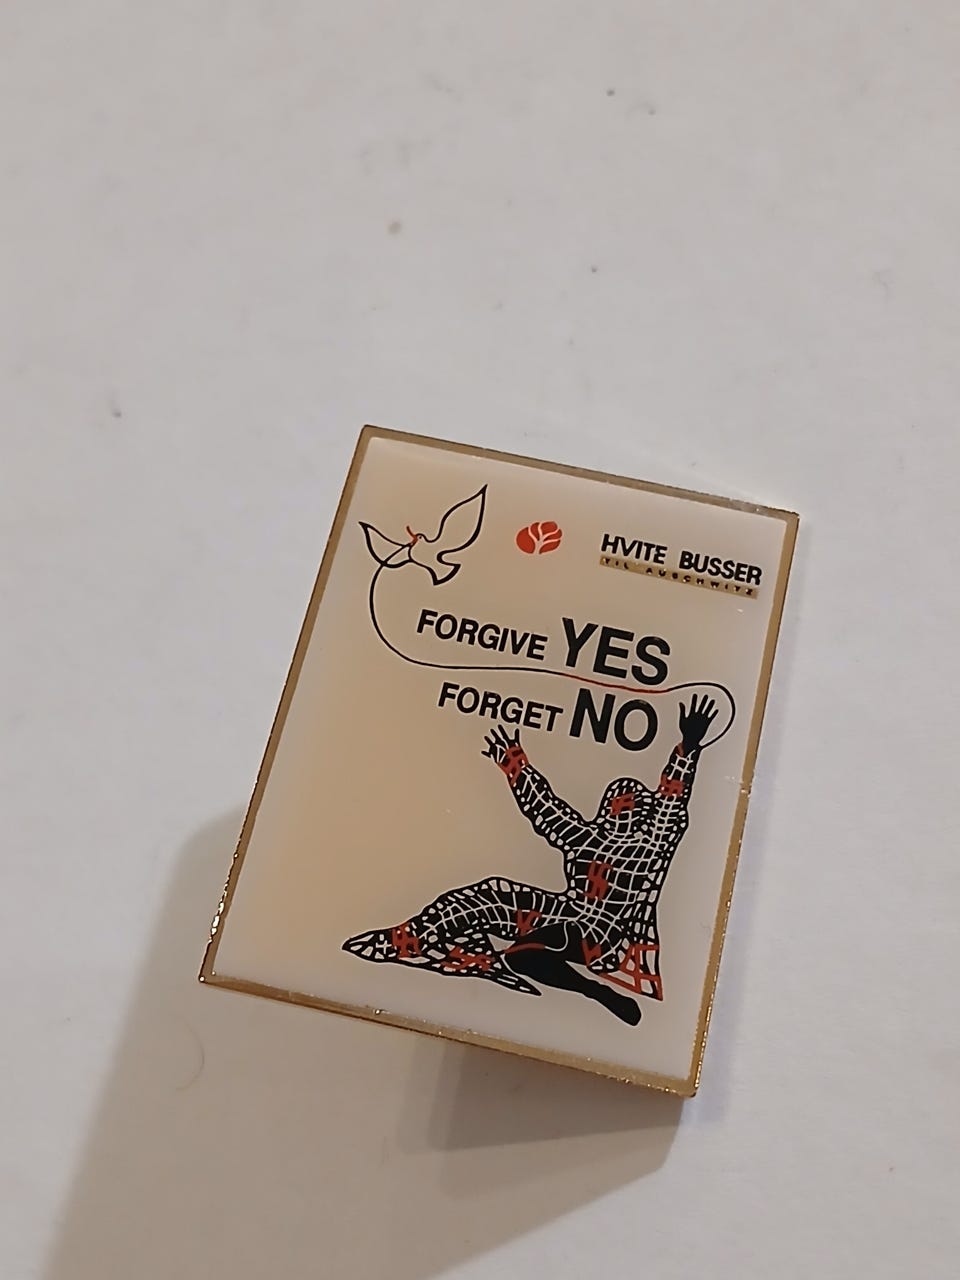 HVITE BUSSER
TIL AUSCHWITZ
FORGIVE YES
FORGET NO